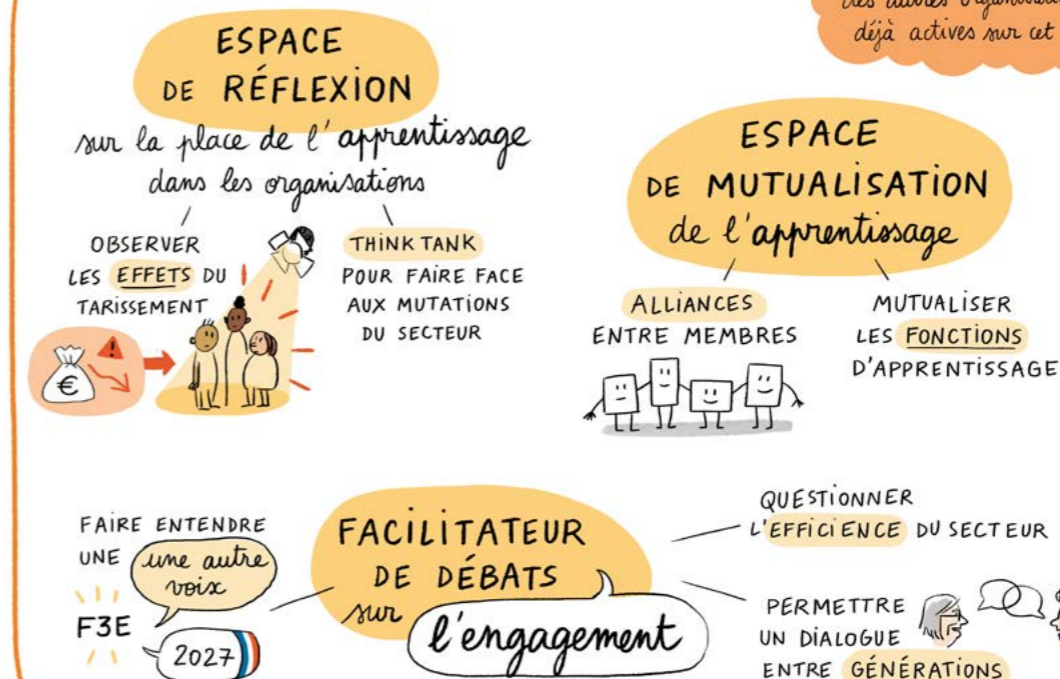 déjà actives sur cet
ESPACE
DE RÉFLEXION
sur la place de l'apprentissage
dans les organisations
OBSERVER
LES EFFETS DU
TARISSEMENT
€
THINK TANK
POUR FAIRE FACE
AUX MUTATIONS
DU SECTEUR
ESPACE
DE MUTUALISATION
de l'apprentissage
ALLIANCES
ENTRE MEMBRES
MUTUALISER
LES FONCTIONS
D'APPRENTISSAGE
FAIRE ENTENDRE
UNE une autre
voix
F3E
2027
FACILITATEUR
DE DÉBATS
sur
l'engagement
QUESTIONNER
L'EFFICIENCE DU SECTEUR
PERMETTRE
UN DIALOGUE
ENTRE GÉNÉRATIONS